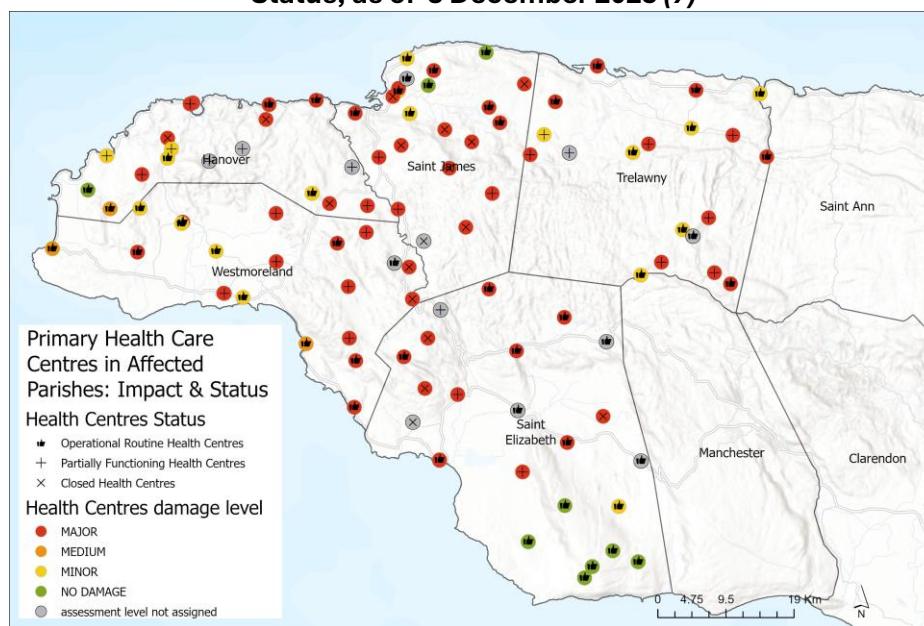 Status, as of December 2025
Hanover
Saint James
Trelawny
Saint Ann
Westmoreland
Saint
Elizabeth
Manchester
Clarendon
Primary Health Care
Centres in Affected
Parishes: Impact & Status
Health Centres Status
Operational Routine Health Centres
Partially Functioning Health Centres
Closed Health Centres
Health Centres damage level
MAJOR
MEDIUM
MINOR
NO DAMAGE
assessment level not assigned
0 4.75 9.5 19 Km
N